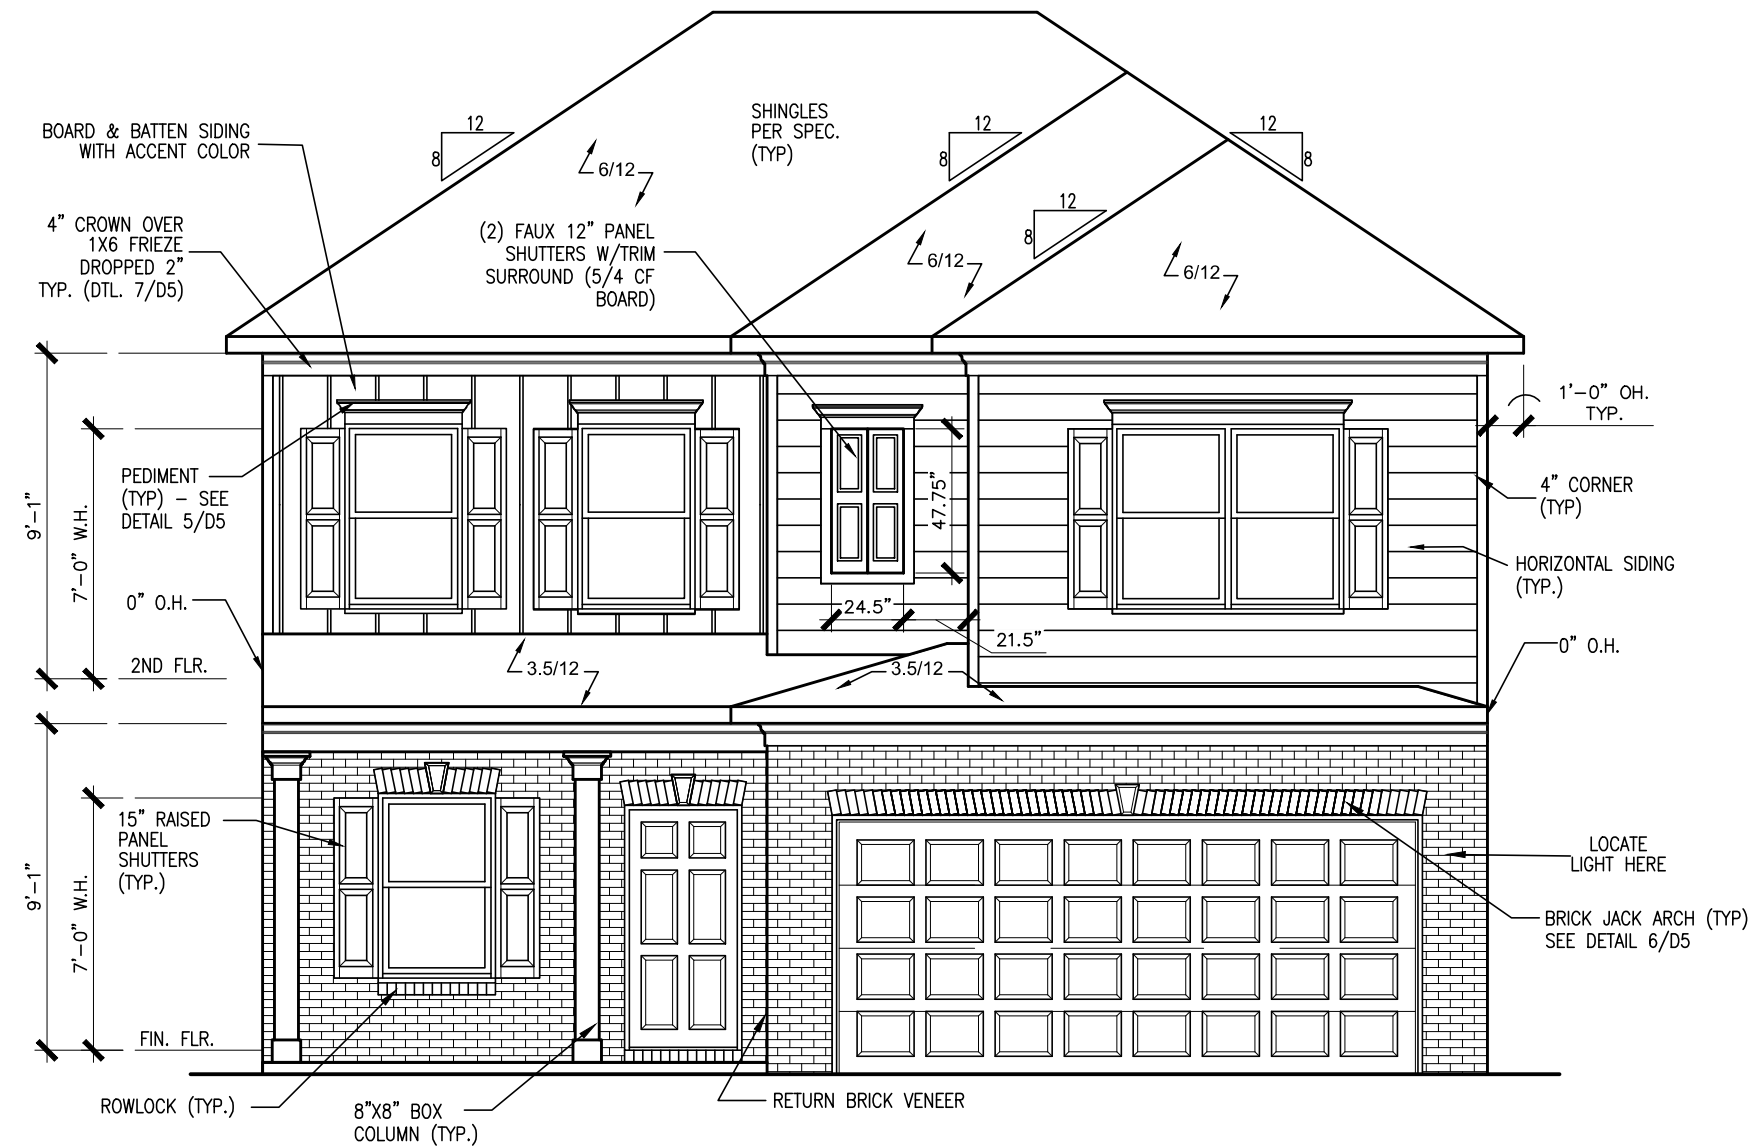 12
8
12
8
12
8
12
8
SHINGLES
PER SPEC.
(TYP)
BOARD & BATTEN SIDING
WITH ACCENT COLOR
6/12
6/12
6/12
4" CROWN OVER
1X6 FRIEZE
DROPPED 2"
TYP. (DTL. 7/D5)
(2) FAUX 12" PANEL
SHUTTERS W/TRIM
SURROUND (5/4 CF
BOARD)
1'-0" OH.
TYP.
PEDIMENT
(TYP) - SEE
DETAIL 5/D5
9'-1"
7'-0" W.H.
47.75"
24.5"
21.5"
4" CORNER
(TYP)
HORIZONTAL SIDING
(TYP.)
0" O.H.
0" O.H.
2ND FLR.
3.5/12
3.5/12
9'-1"
7'-0" W.H.
15" RAISED
PANEL
SHUTTERS
(TYP.)
LOCATE
LIGHT HERE
BRICK JACK ARCH (TYP)
SEE DETAIL 6/D5
FIN. FLR.
ROWLOCK (TYP.)
8"X8" BOX
COLUMN (TYP.)
RETURN BRICK VENEER